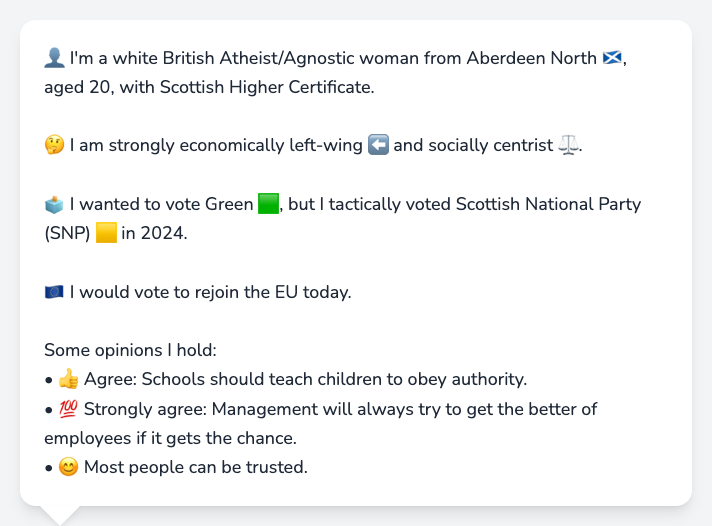 👤 I'm a white British Atheist/Agnostic woman from Aberdeen North 🏴󠁧󠁢󠁳󠁣󠁴󠁿,
aged 20, with Scottish Higher Certificate.
🤔 I am strongly economically left-wing ⬅️ and socially centrist ⚖️.
🗳️ I wanted to vote Green 🟩, but I tactically voted Scottish National Party
(SNP) 🟨 in 2024.
🇪🇺 I would vote to rejoin the EU today.
Some opinions I hold:
• 👍 Agree: Schools should teach children to obey authority.
• 💯 Strongly agree: Management will always try to get the better of
employees if it gets the chance.
• 😊 Most people can be trusted.